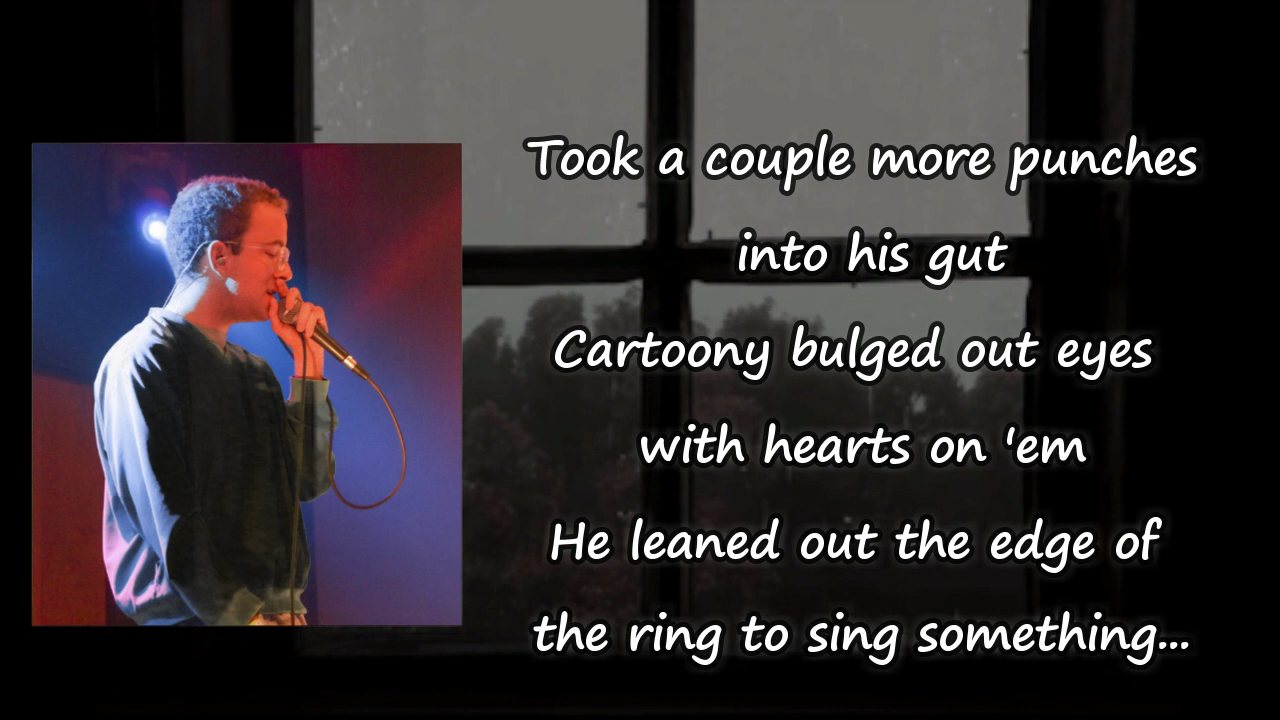 Took a couple more punches
into his gut
Cartoony bulged out eyes
with hearts on 'em
He leaned out the edge of
the ring to sing something...